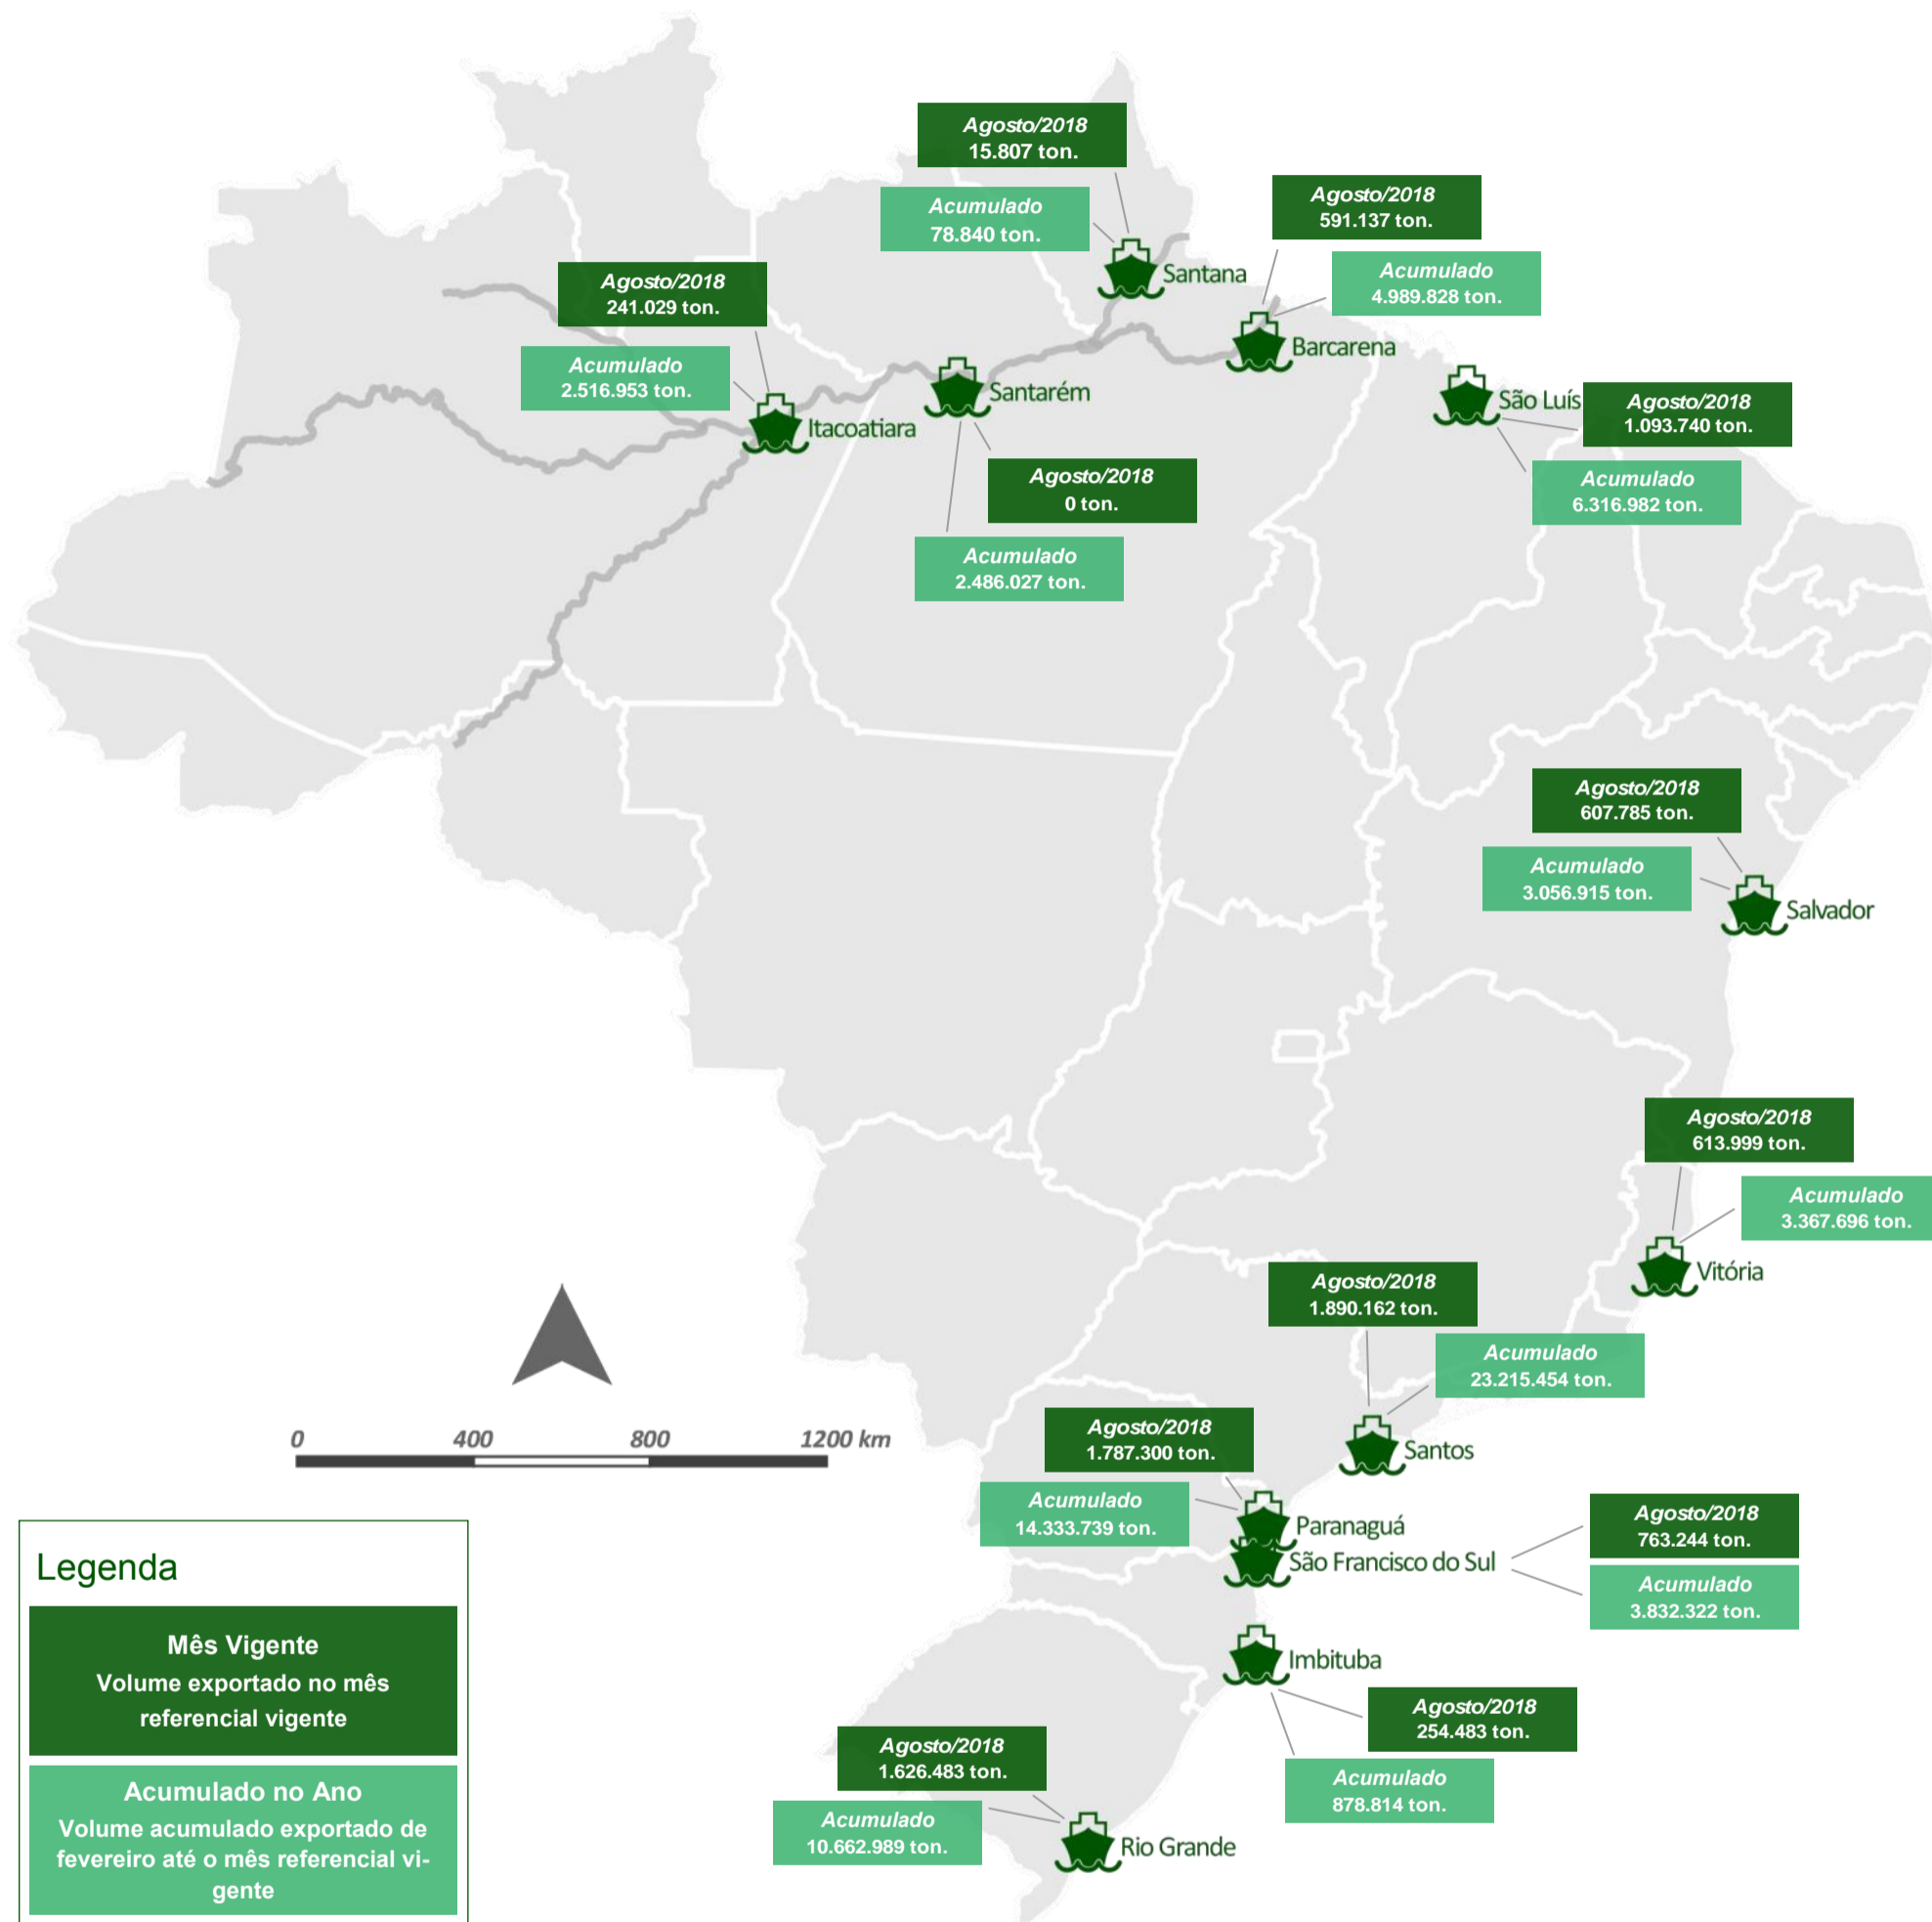 Agosto/2018
15.807 ton.
Acumulado
78.840 ton.
Santana
Agosto/2018
591.137 ton.
Acumulado
4.989.828 ton.
Barcarena
Agosto/2018
241.029 ton.
Acumulado
2.516.953 ton.
Itacoatiara
Santarém
Agosto/2018
0 ton.
Acumulado
2.486.027 ton.
São Luís
Agosto/2018
1.093.740 ton.
Acumulado
6.316.982 ton.
Agosto/2018
607.785 ton.
Acumulado
3.056.915 ton.
Salvador
Agosto/2018
613.999 ton.
Acumulado
3.367.696 ton.
Vitória
Agosto/2018
1.890.162 ton.
Acumulado
23.215.454 ton.
Santos
Agosto/2018
1.787.300 ton.
Acumulado
14.333.739 ton.
Paranaguá
São Francisco do Sul
Agosto/2018
763.244 ton.
Acumulado
3.832.322 ton.
Imbituba
Agosto/2018
254.483 ton.
Acumulado
878.814 ton.
Agosto/2018
1.626.483 ton.
Acumulado
10.662.989 ton.
Rio Grande
0 400 800 1200 km
Legenda
Mês Vigente
Volume exportado no mês
referencial vigente
Acumulado no Ano
Volume acumulado exportado de
fevereiro até o mês referencial vi-
gente